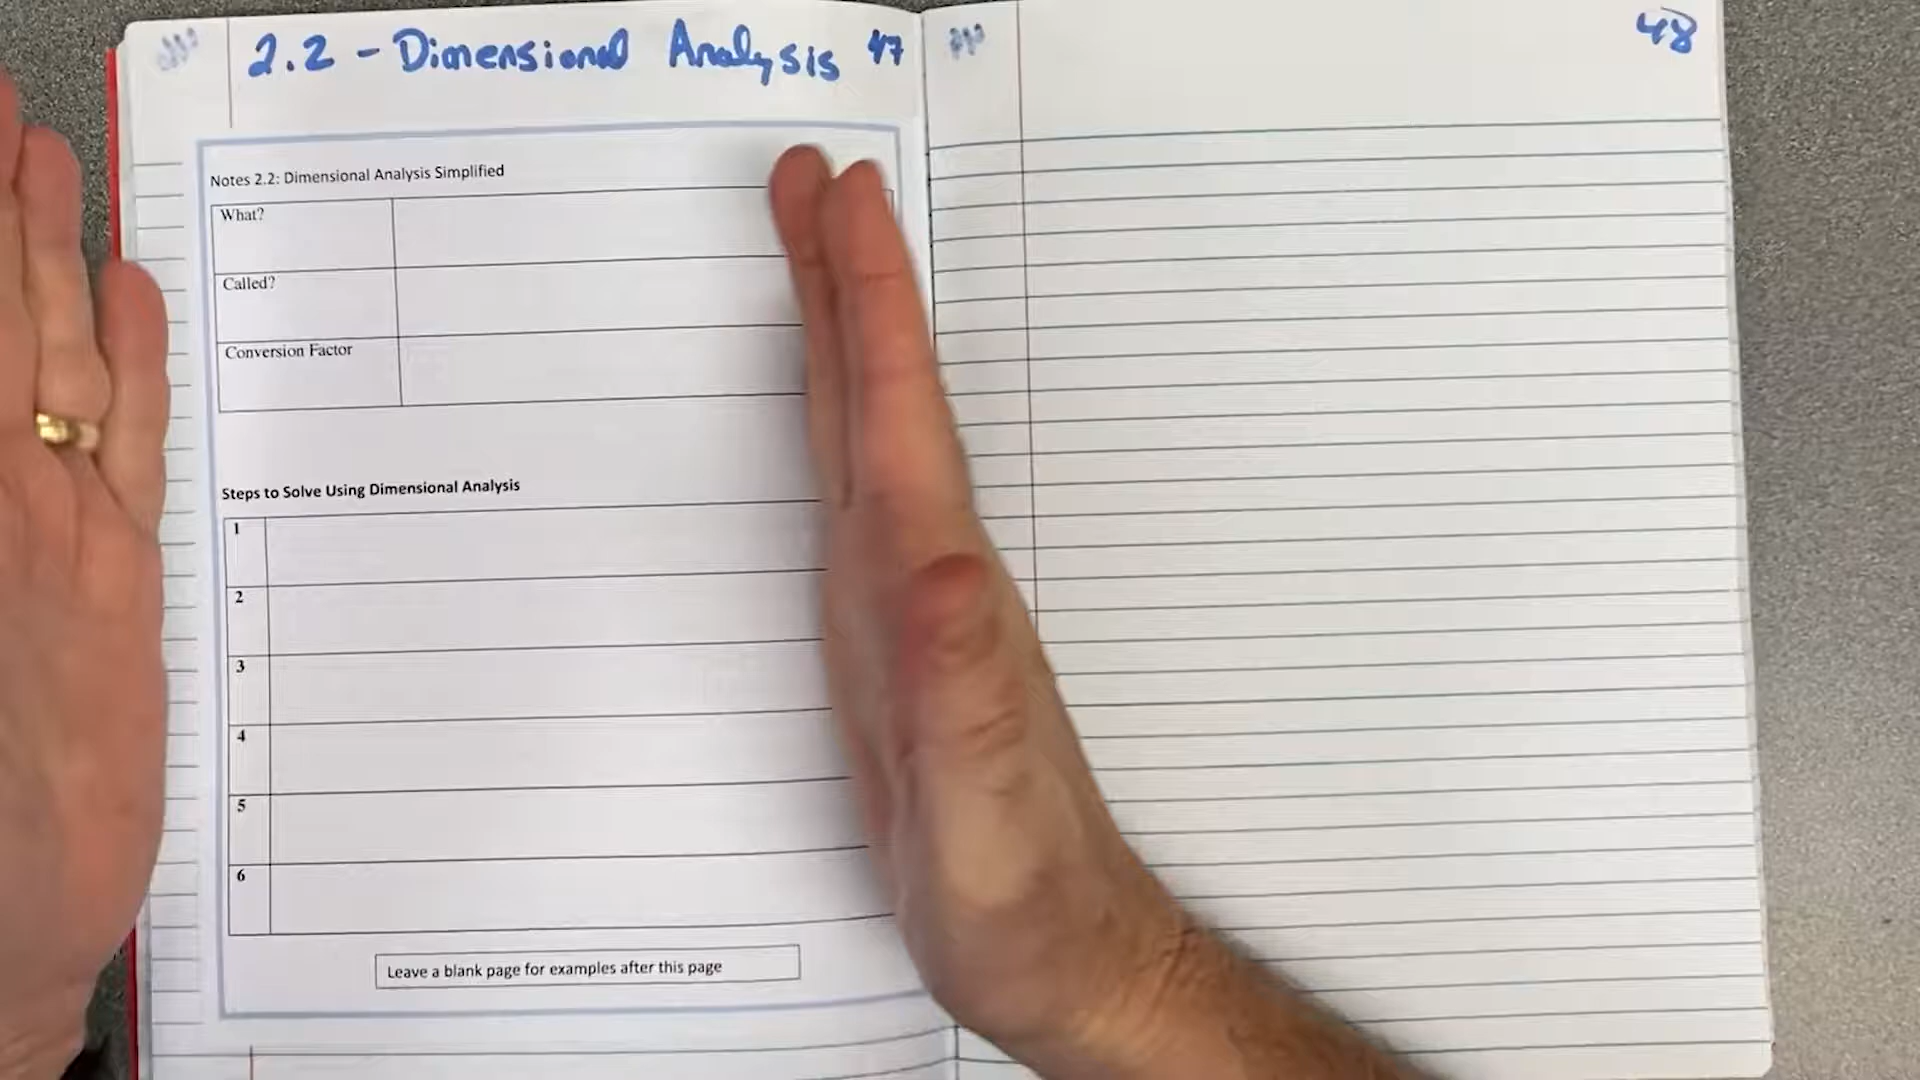 2.2 - Dimensional Analysis 47
48
Notes 2.2: Dimensional Analysis Simplified
What?
Called?
Conversion Factor
Steps to Solve Using Dimensional Analysis
1
2
3
4
5
6
Leave a blank page for examples after this page